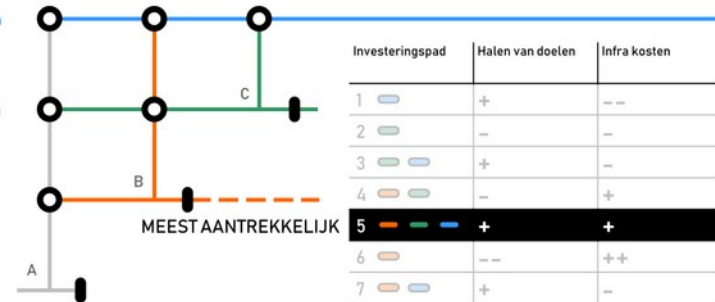 Investeringspad Halen van doelen Infra kosten
C
1 + --
2 - -
3 + -
B
4 - +
MEEST AANTREKKELIJK 5 + +
6 -- ++
A
7 + -